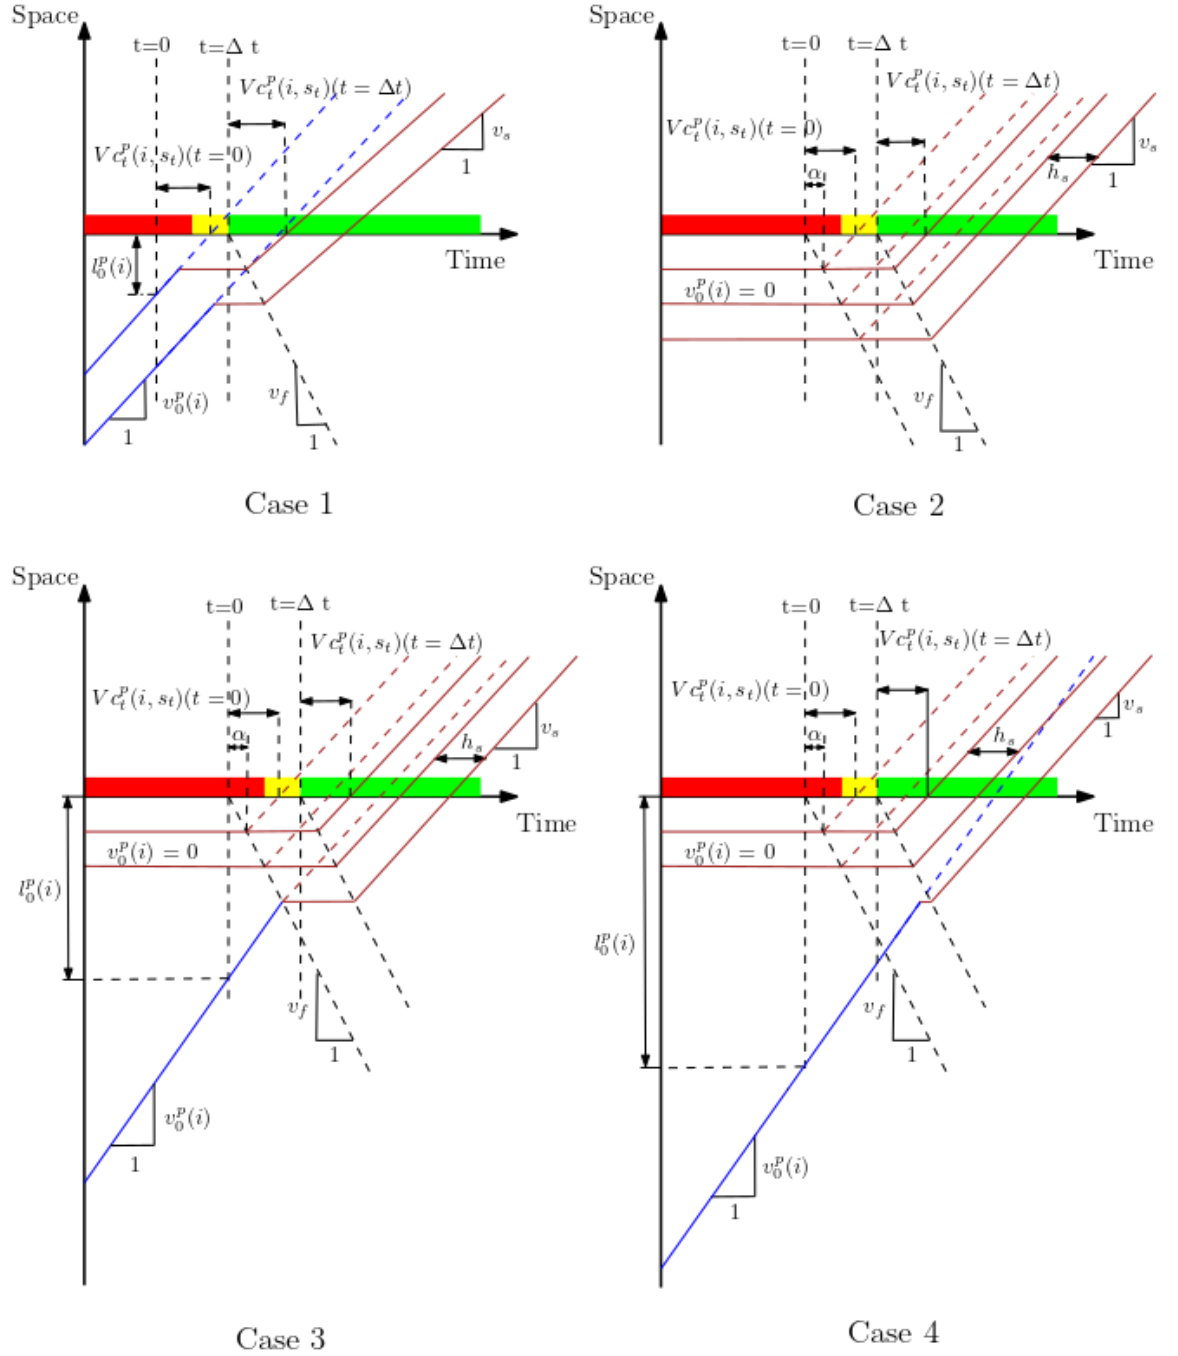 Space
t=0 t=Δ t
Vc_t^p(i, s_t)(t = Δt)
Vc_t^p(i, s_t)(t = 0)
v_s
1
l_0^p(i)
Time
v_0^p(i)
1
v_f
1
Case 1
Space
t=0 t=Δ t
Vc_t^p(i, s_t)(t = Δt)
Vc_t^p(i, s_t)(t = 0)
α
h_s
v_s
1
Time
v_0^p(i) = 0
v_f
1
Case 2
Space
t=0 t=Δ t
Vc_t^p(i, s_t)(t = Δt)
Vc_t^p(i, s_t)(t = 0)
α
h_s
v_s
1
Time
v_0^p(i) = 0
l_0^p(i)
v_f
1
v_0^p(i)
1
Case 3
Space
t=0 t=Δ t
Vc_t^p(i, s_t)(t = Δt)
Vc_t^p(i, s_t)(t = 0)
α
h_s
v_s
1
Time
v_0^p(i) = 0
l_0^p(i)
v_f
1
v_0^p(i)
1
Case 4